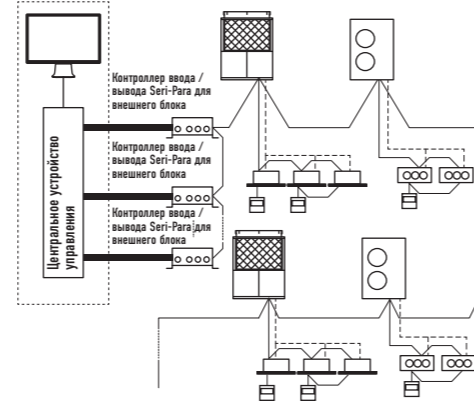 Контроллер ввода /
вывода Seri-Para для
внешнего блока
Контроллер ввода /
вывода Seri-Para для
внешнего блока
Контроллер ввода /
вывода Seri-Para для
внешнего блока
Центральное устройство
управления